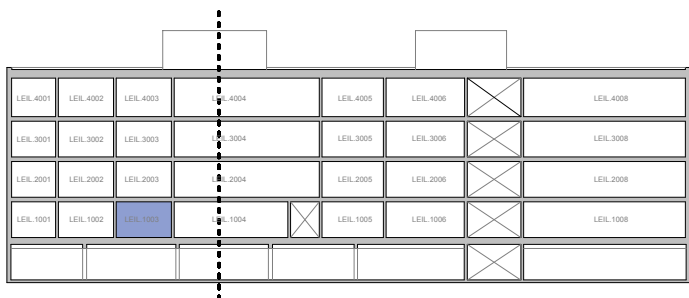 LEIL.4001 LEIL.4002 LEIL.4003 LEIL.4004 LEIL.4005 LEIL.4006 LEIL.4008
LEIL.3001 LEIL.3002 LEIL.3003 LEIL.3004 LEIL.3005 LEIL.3006 LEIL.3008
LEIL.2001 LEIL.2002 LEIL.2003 LEIL.2004 LEIL.2005 LEIL.2006 LEIL.2008
LEIL.1001 LEIL.1002 LEIL.1003 LEIL.1004 LEIL.1005 LEIL.1006 LEIL.1008